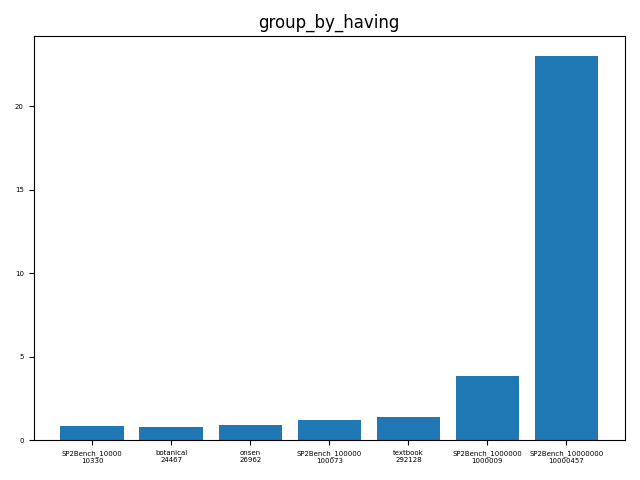 group_by_having
20
15
10
5
0
SP2Bench_10000 botanical onsen SP2Bench_100000 textbook SP2Bench_1000000 SP2Bench_10000000
10330 24467 26962 100073 292128 1000009 10000457